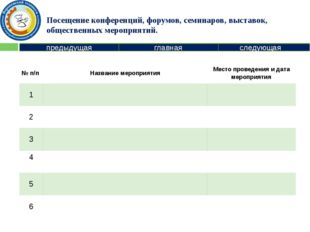 Посещение конференций, форумов, семинаров, выставок,
общественных мероприятий.
предыдущая главная следующая
№ п/п Название мероприятия Место проведения и дата
мероприятия
1
2
3
4
5
6